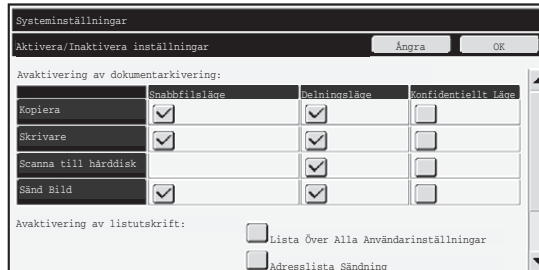 Systeminställningar
Aktivera/Inaktivera inställningar Ångra OK
Avaktivering av dokumentarkivering:
Snabbfilsläge Delningsläge Konfidentiellt Läge
Kopiera
Skrivare
Scanna till hårddisk
Sänd Bild
Avaktivering av listutskrift:
Lista Över Alla Användarinställningar
Adresslista Sändning